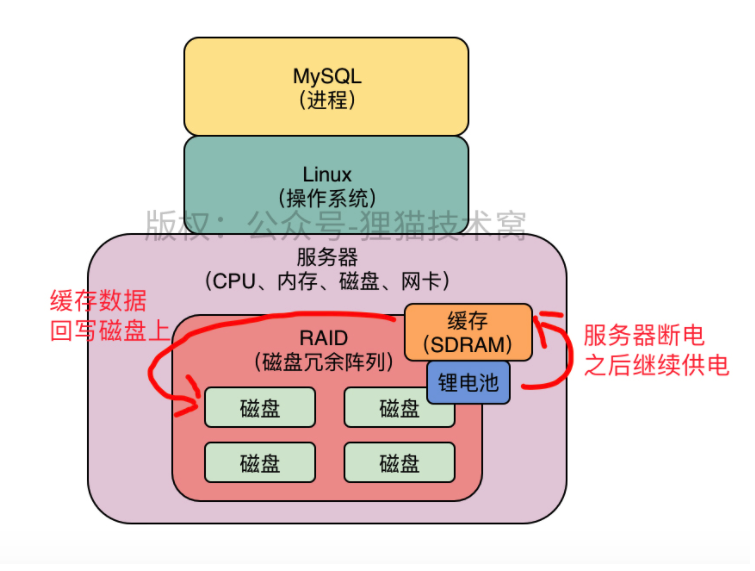 MySQL
（进程）
Linux
（操作系统）
版权：公众号-狸猫技术窝
服务器
（CPU、内存、磁盘、网卡）
缓存数据
回写磁盘上
RAID
（磁盘冗余阵列）
缓存
（SDRAM）
锂电池
服务器断电
之后继续供电
磁盘
磁盘
磁盘
磁盘